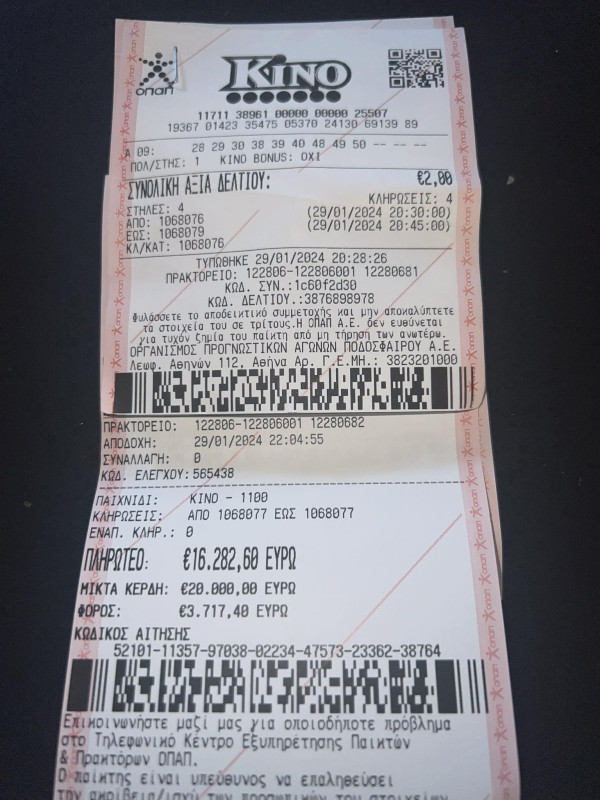 οπαπ
KINO
11711 38961 00000 00000 25507
19367 01423 35475 05370 24130 69139 89
A 09: 28 29 30 38 39 40 48 49 50 -- -- --
ΠΟΛ/ΣΤΗΣ: 1 ΚΙΝΟ BONUS: ΟΧΙ
ΣΥΝΟΛΙΚΗ ΑΞΙΑ ΔΕΛΤΙΟΥ: €2,00
ΣΤΗΛΕΣ: 4 ΚΛΗΡΩΣΕΙΣ: 4
ΑΠΟ: 1068076 (29/01/2024 20:30:00)
ΕΩΣ: 1068079 (29/01/2024 20:45:00)
ΚΛ/ΚΑΤ: 1068076
ΤΥΠΩΘΗΚΕ 29/01/2024 20:28:26
ΠΡΑΚΤΟΡΕΙΟ: 122806-122806001 12280681
ΚΩΔ. ΣΥΝ.:1c60f2d30
ΚΩΔ. ΔΕΛΤΙΟΥ.:3876898978
Φυλάσσετε το αποδεικτικό συμμετοχής και μην αποκαλύπτετε
τα στοιχεία του σε τρίτους.Η ΟΠΑΠ Α.Ε. δεν ευθύνεται
για τυχόν ζημία του παίκτη από μη τήρηση των ανωτέρω.
ΟΡΓΑΝΙΣΜΟΣ ΠΡΟΓΝΩΣΤΙΚΩΝ ΑΓΩΝΩΝ ΠΟΔΟΣΦΑΙΡΟΥ Α.Ε.
Λεωφ. Αθηνών 112, Αθήνα Αρ. Γ.Ε.ΜΗ.: 3823201000
ΠΡΑΚΤΟΡΕΙΟ: 122806-122806001 12280682
ΑΠΟΔΟΧΗ: 29/01/2024 22:04:55
ΣΥΝΑΛΛΑΓΗ: 0
ΚΩΔ. ΕΛΕΓΧΟΥ:565438
ΠΑΙΧΝΙΔΙ: ΚΙΝΟ - 1100
ΚΛΗΡΩΣΕΙΣ: ΑΠΟ 1068077 ΕΩΣ 1068077
ΕΝΑΠ. ΚΛΗΡ.: 0
ΠΛΗΡΩΤΕΟ: €16.282,60 ΕΥΡΩ
ΜΙΚΤΑ ΚΕΡΔΗ: €20.000,00 ΕΥΡΩ
ΦΟΡΟΣ: €3.717,40 ΕΥΡΩ
ΚΩΔΙΚΟΣ ΑΙΤΗΣΗΣ
52101-11357-97038-02234-47573-23362-38764
Επικοινωνήστε μαζί μας για οποιοδήποτε πρόβλημα
στο Τηλεφωνικό Κέντρο Εξυπηρέτησης Παικτών
& Πρακτόρων ΟΠΑΠ.
Ο παίκτης είναι υπεύθυνος να επαληθεύσει
την ακρίβεια/ισχύ των προσωπικών του στοιχείων